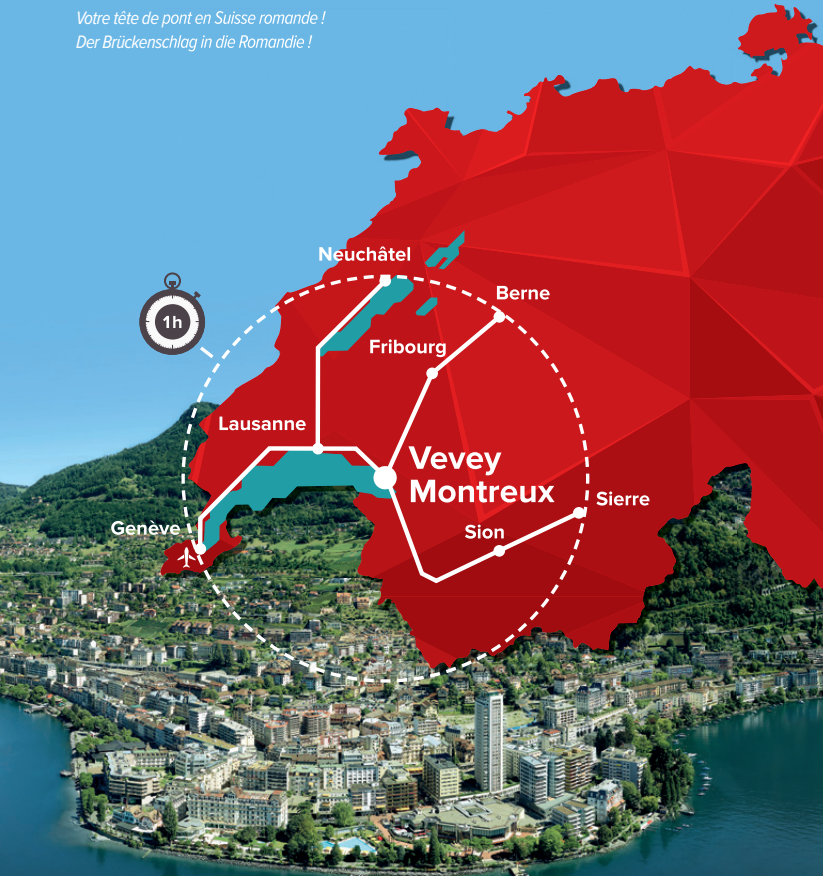 Votre tête de pont en Suisse romande !
Der Brückenschlag in die Romandie !
Neuchâtel
Berne
1h
Fribourg
Lausanne
Vevey
Montreux
Sierre
Genève
Sion